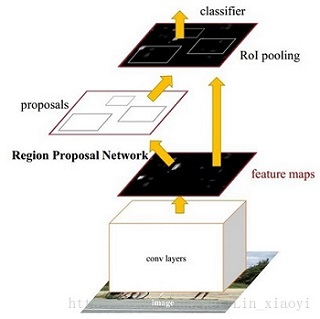 classifier
RoI pooling
proposals
Region Proposal Network
feature maps
conv layers
image